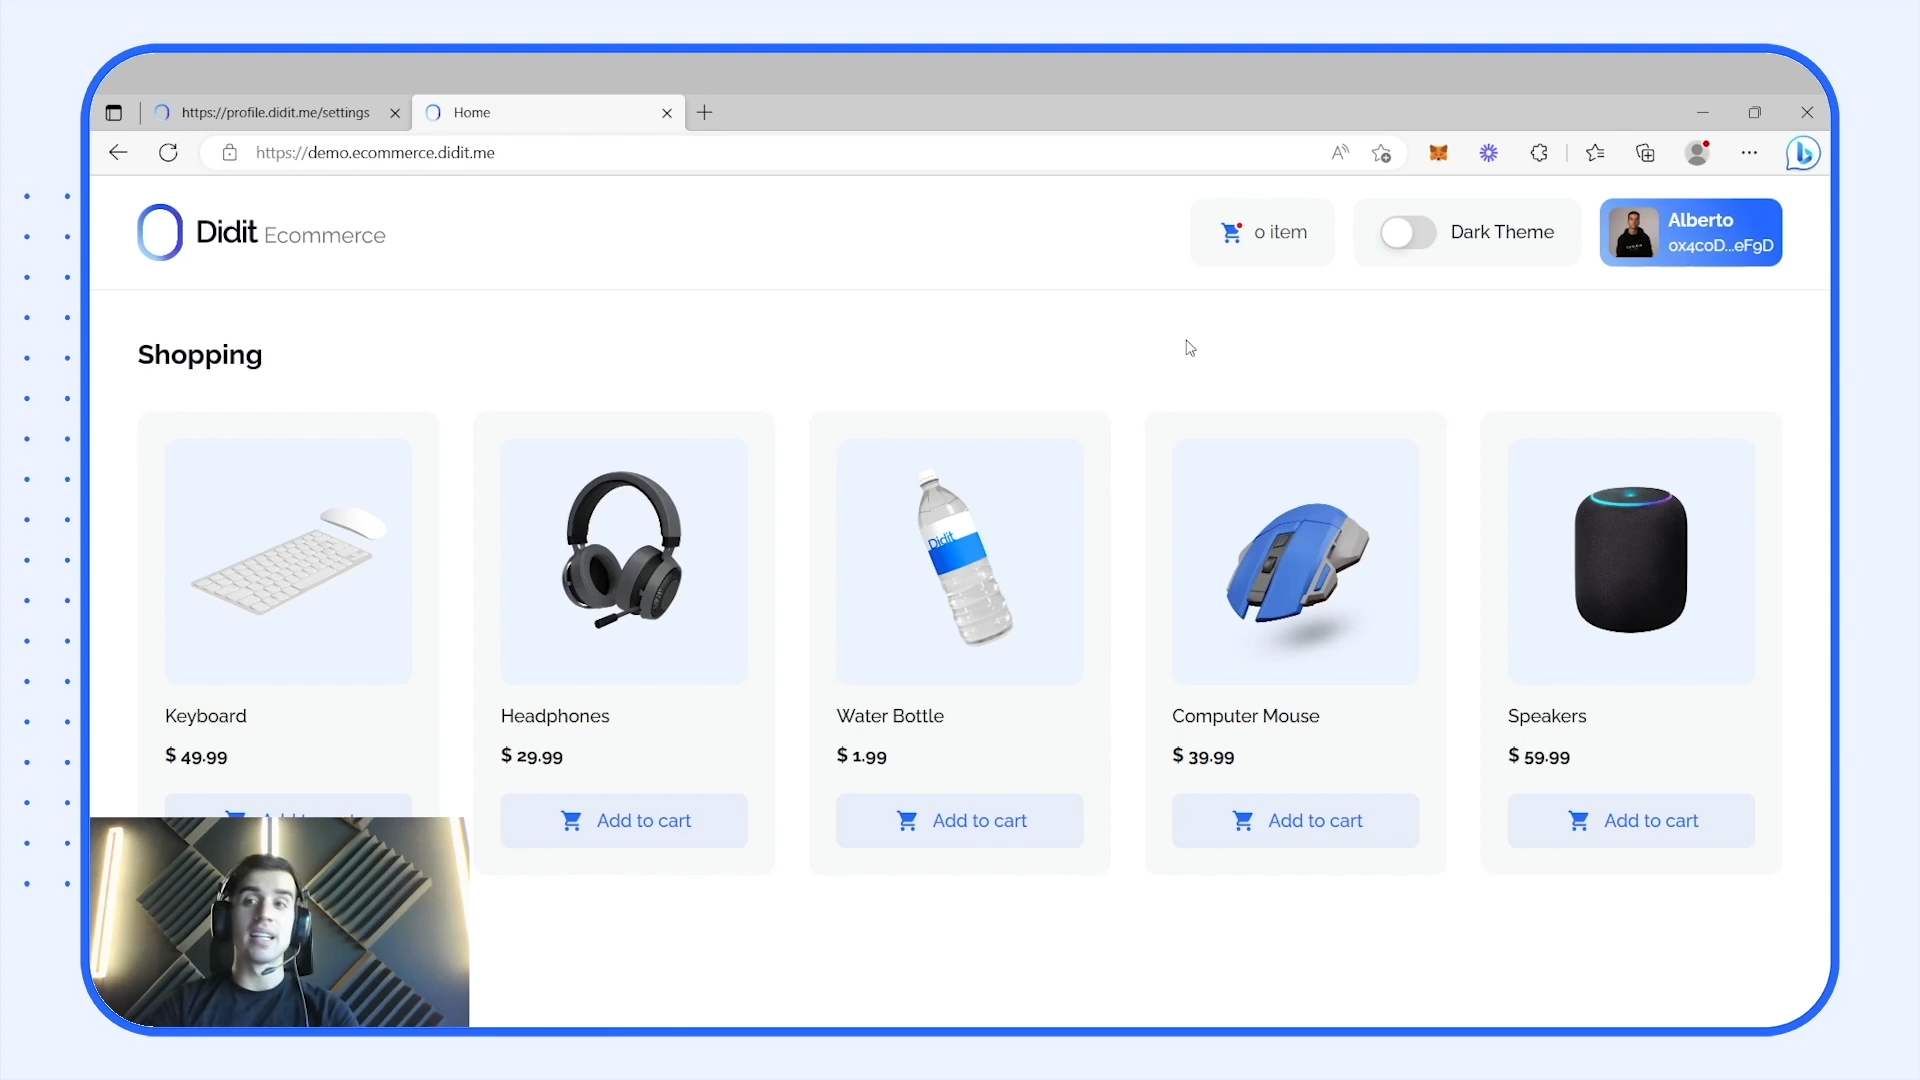 https://profile.didit.me/settings
Home
https://demo.ecommerce.didit.me
Didit Ecommerce
0 item
Dark Theme
Alberto
0x4c0D...eF9D
Shopping
Didit
Keyboard
Headphones
Water Bottle
Computer Mouse
Speakers
$ 49.99
$ 29.99
$ 1.99
$ 39.99
$ 59.99
Add to cart
Add to cart
Add to cart
Add to cart